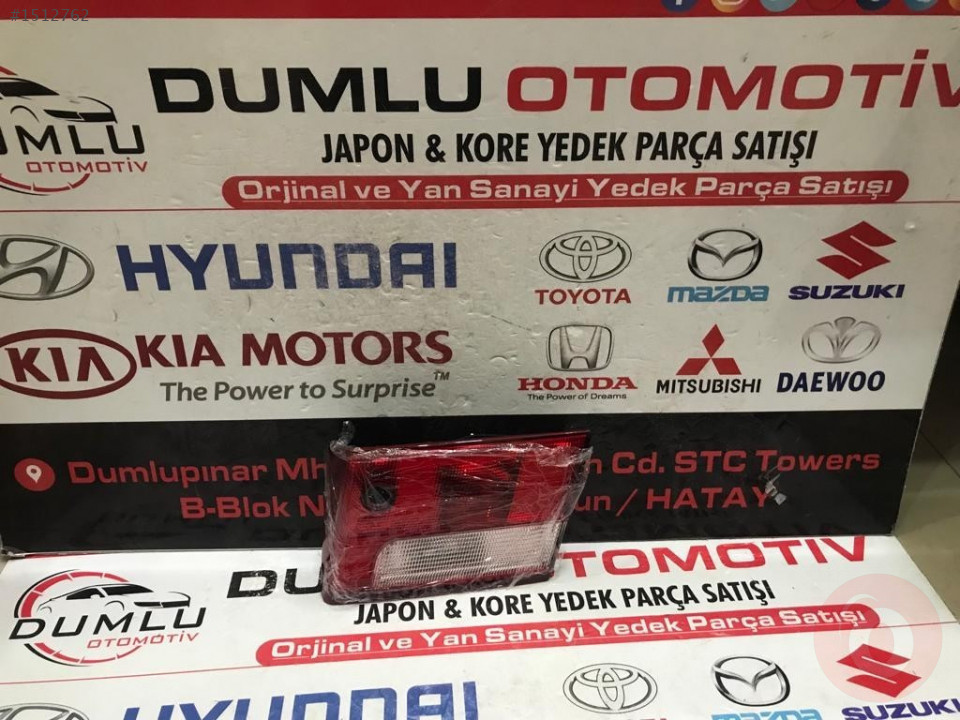 #1512762
DUMLU OTOMOTİV
DUMLU
OTOMOTİV
JAPON & KORE YEDEK PARÇA SATIŞI
Orjinal ve Yan Sanayi Yedek Parça Satışı
HYUNDAI
TOYOTA
mazDa
SUZUKI
KIA
KIA MOTORS
The Power to Surprise™
HONDA
The Power of Dreams
MITSUBISHI
DAEWOO
Dumlupınar Cd. STC Towers
B-Blok / HATAY
DUMLU OTOMOTİV
DUMLU
OTOMOTİV
JAPON & KORE YEDEK PARÇA SATIŞI
Orjinal ve Yan Sanayi Yedek Parça Satışı
HYUNDAI
SUZUKI